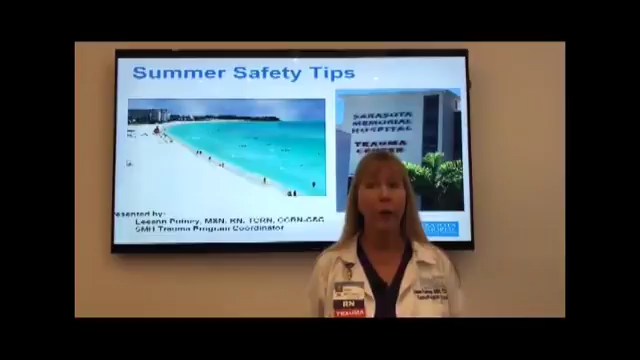 Summer Safety Tips
SARASOTA
MEMORIAL
HOSPITAL
TRAUMA
CENTER
resented by:
Leeann Putney, MSN, RN, TCRN, CCRN-CSC
SMH Trauma Program Coordinator
RN
TRAUMA